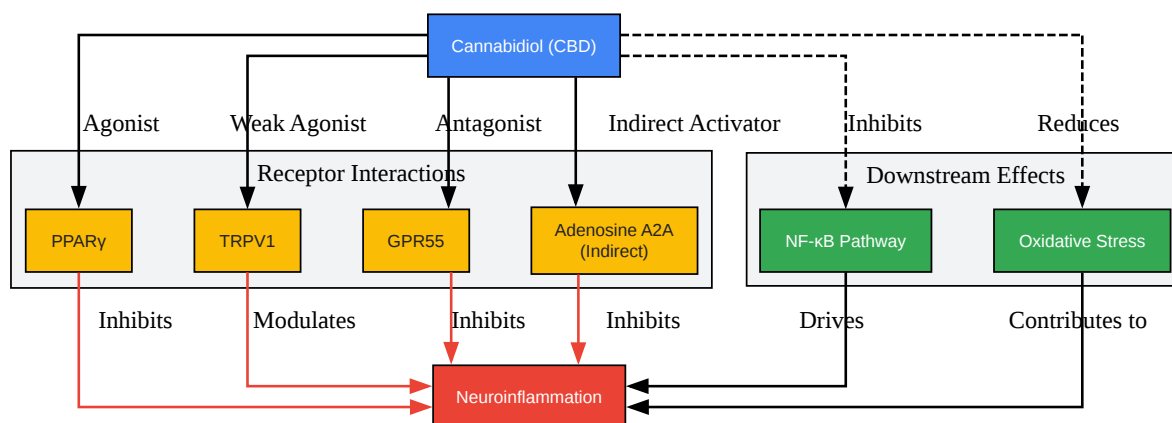 Cannabidiol (CBD)
Agonist
Weak Agonist
Antagonist
Indirect Activator
Inhibits
Reduces
Receptor Interactions
Downstream Effects
PPARγ
TRPV1
GPR55
Adenosine A2A
(Indirect)
NF-κB Pathway
Oxidative Stress
Inhibits
Modulates
Inhibits
Inhibits
Drives
Contributes to
Neuroinflammation